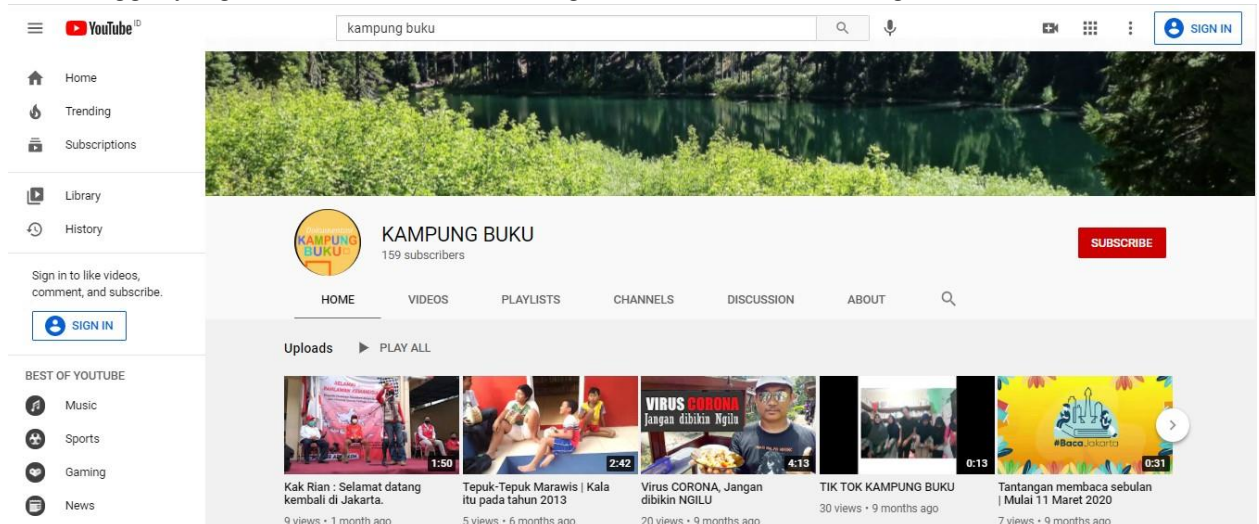 YouTube ID
kampung buku
SIGN IN
Home
Trending
Subscriptions
Library
History
Sign in to like videos,
comment, and subscribe.
SIGN IN
BEST OF YOUTUBE
Music
Sports
Gaming
News
KAMPUNG
BUKU
KAMPUNG BUKU
159 subscribers
SUBSCRIBE
HOME VIDEOS PLAYLISTS CHANNELS DISCUSSION ABOUT
Uploads PLAY ALL
1:50
2:42
VIRUS CORONA
Jangan dibikin Ngilu
4:13
0:13
#BacaJakarta
0:31
Kak Rian : Selamat datang
kembali di Jakarta.
9 views • 1 month ago
Tepuk-Tepuk Marawis | Kala
itu pada tahun 2013
5 views • 6 months ago
Virus CORONA, Jangan
dibikin NGILU
20 views • 9 months ago
TIK TOK KAMPUNG BUKU
30 views • 9 months ago
Tantangan membaca sebulan
| Mulai 11 Maret 2020
7 views • 9 months ago